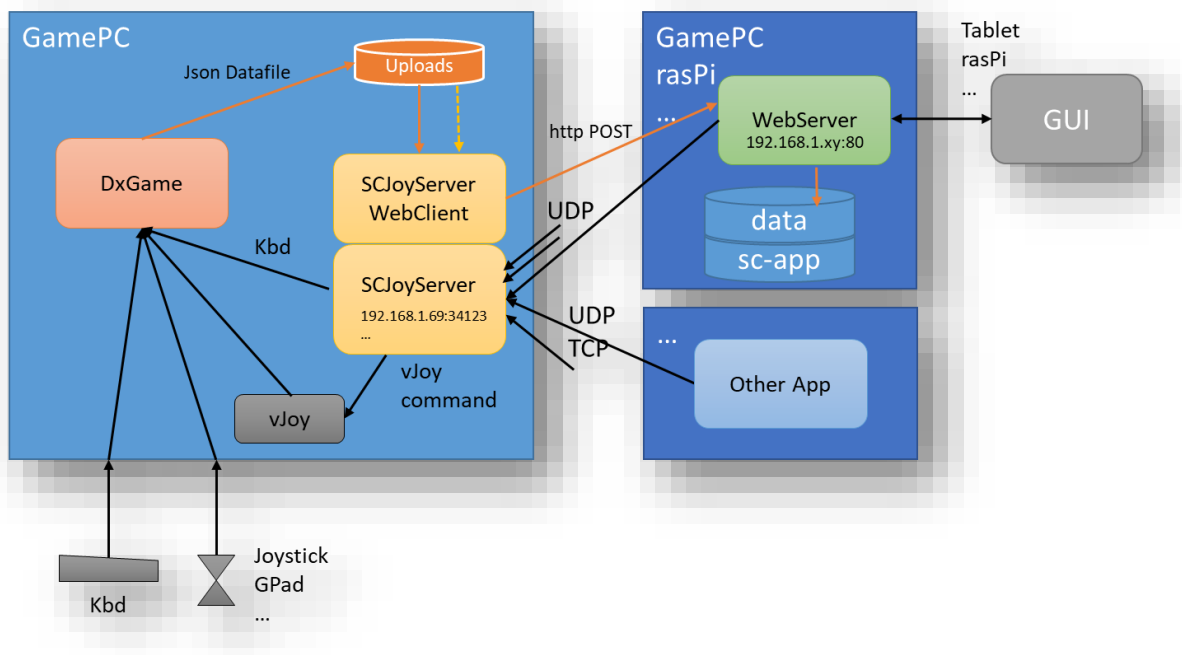 GamePC
Json Datafile
Uploads
DxGame
SCJoyServer
WebClient
Kbd
SCJoyServer
192.168.1.69:34123
...
vJoy
command
vJoy
Kbd
Joystick
GPad
...
http POST
UDP
UDP
TCP
GamePC
rasPi
...
WebServer
192.168.1.xy:80
data
sc-app
...
Other App
Tablet
rasPi
...
GUI